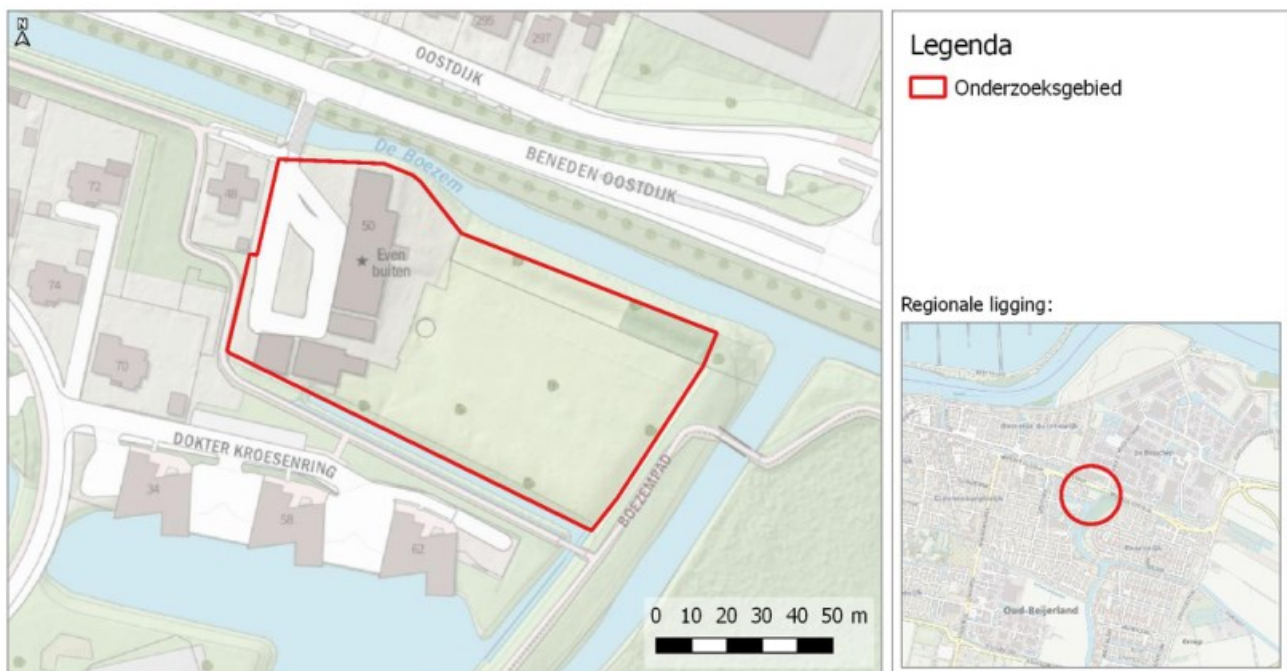 N
295
297
OOSTDIJK
De Boezem
BENEDEN OOSTDIJK
72
48
50
Even
buiten
74
70
DOKTER KROESENRING
BOEZEMPAD
34
58
62
0 10 20 30 40 50 m
Legenda
Onderzoeksgebied
Regionale ligging:
Oud-Beijerland